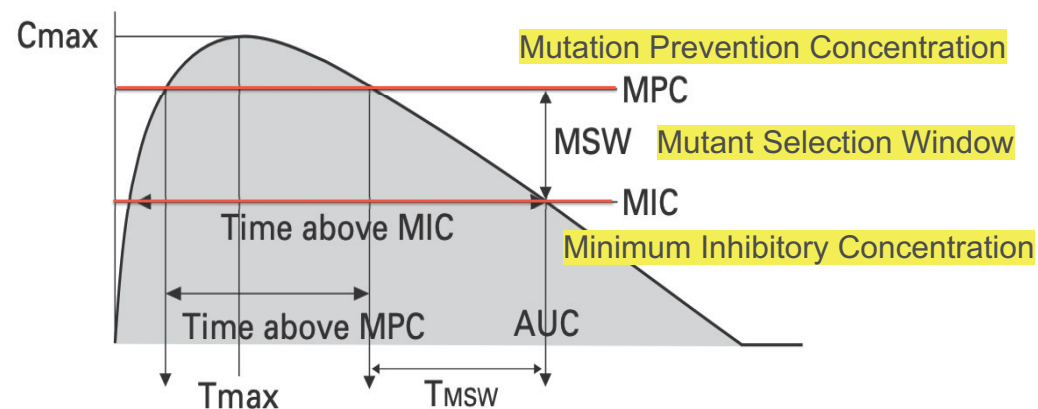 Cmax
Mutation Prevention Concentration
MPC
MSW Mutant Selection Window
MIC
Time above MIC
Minimum Inhibitory Concentration
Time above MPC
AUC
Tmax
TMSW